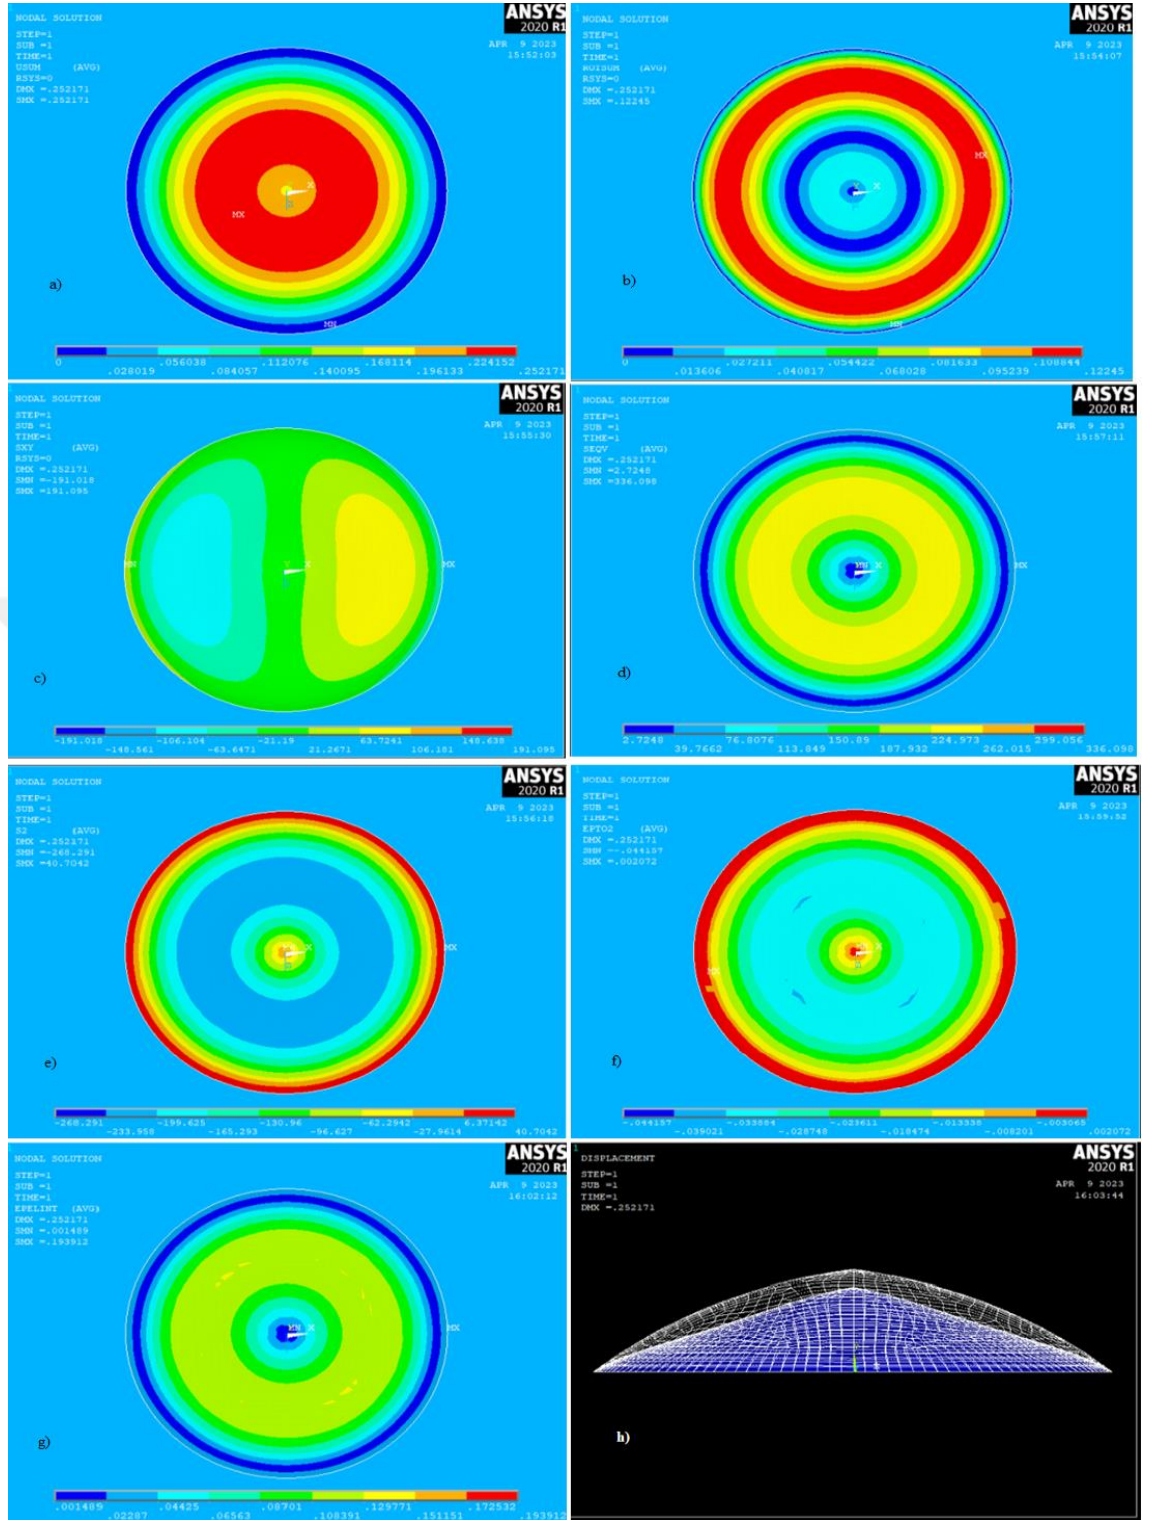 NODAL SOLUTION
STEP=1
SUB =1
TIME=1
USUM (AVG)
RSYS=0
DMX =.252171
SMX =.252171
ANSYS
2020 R1
APR 9 2023
15:52:03
X
MX
MN
a)
0 .056038 .112076 .168114 .224152
.028019 .084057 .140095 .196133 .252171
1
NODAL SOLUTION
STEP=1
SUB =1
TIME=1
ROTSUM (AVG)
RSYS=0
DMX =.252171
SMX =.12245
ANSYS
2020 R1
APR 9 2023
15:54:07
MX
X
MN
b)
0 .027211 .054422 .081633 .108844
.013606 .040817 .068028 .095239 .12245
NODAL SOLUTION
STEP=1
SUB =1
TIME=1
SXY (AVG)
RSYS=0
DMX =.252171
SMN =-191.018
SMX =191.095
ANSYS
2020 R1
APR 9 2023
15:55:30
MN
Y
X
MX
c)
-191.018 -106.104 -21.19 63.7241 148.638
-148.561 -63.6471 21.2671 106.181 191.095
1
NODAL SOLUTION
STEP=1
SUB =1
TIME=1
SEQV (AVG)
DMX =.252171
SMN =2.7248
SMX =336.098
ANSYS
2020 R1
APR 9 2023
15:57:11
MN X
MX
d)
2.7248 76.8076 150.89 224.973 299.056
39.7662 113.849 187.932 262.015 336.098
1
NODAL SOLUTION
STEP=1
SUB =1
TIME=1
S2 (AVG)
DMX =.252171
SMN =-268.291
SMX =40.7042
ANSYS
2020 R1
APR 9 2023
15:56:18
X
MX
e)
-268.291 -199.625 -130.96 -62.2942 6.37142
-233.958 -165.293 -96.627 -27.9614 40.7042
1
NODAL SOLUTION
STEP=1
SUB =1
TIME=1
EPTO2 (AVG)
DMX =.252171
SMN =-.044157
SMX =.002072
ANSYS
2020 R1
APR 9 2023
15:59:52
X
MX
f)
-.023611 -.003065
-.039021 -.028748 -.018474 -.008201 .002072
NODAL SOLUTION
STEP=1
SUB =1
TIME=1
EPELINT (AVG)
DMX =.252171
SMN =.001489
SMX =.193912
ANSYS
2020 R1
APR 9 2023
16:02:12
MN X
MX
g)
.001489 .04425 .08701 .129771 .172532
.02287 .06563 .108391 .151151 .193912
1
DISPLACEMENT
STEP=1
SUB =1
TIME=1
DMX =.252171
ANSYS
2020 R1
APR 9 2023
16:03:44
h)